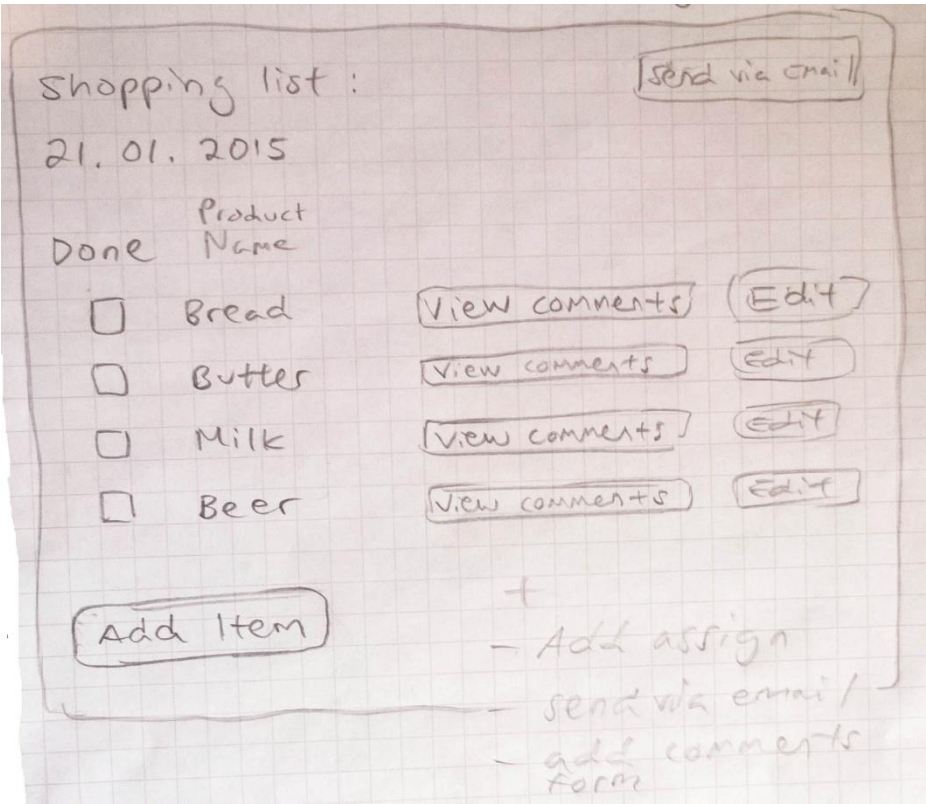 shopping list :
send via Email
21. 01. 2015
Product
Done Name
Bread View comments Edit
Butter View comments Edit
Milk View comments Edit
Beer View comments Edit
+
Add Item
- Add assign
- send via email
- add comments
form